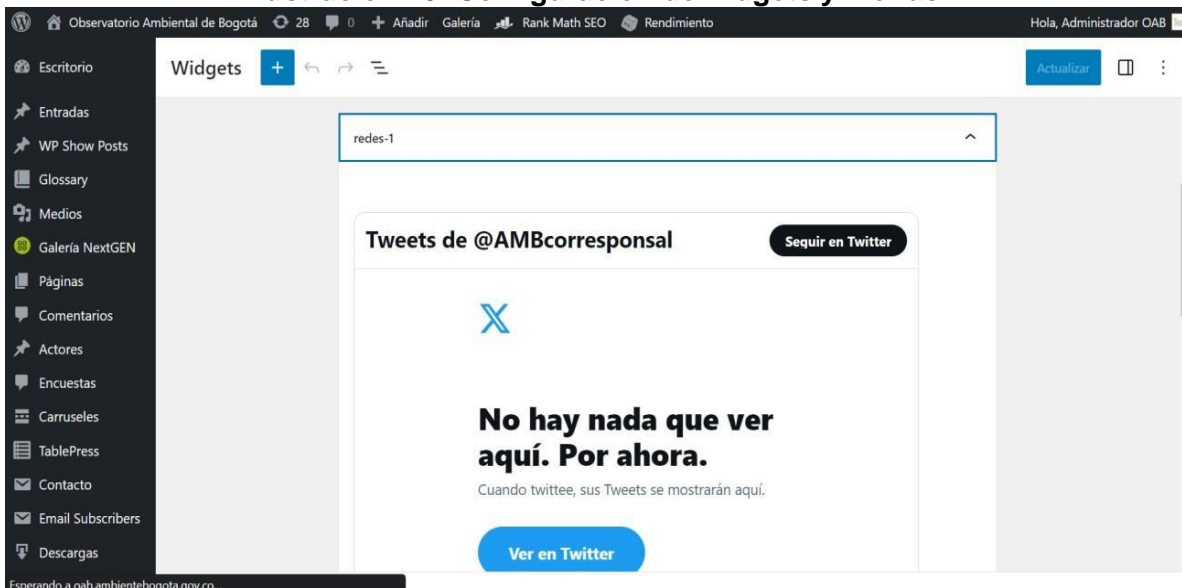 Observatorio Ambiental de Bogotá 28 0 + Añadir Galería Rank Math SEO Rendimiento Hola, Administrador OAB
Escritorio
Widgets
Actualizar
Entradas
WP Show Posts
Glossary
Medios
Galería NextGEN
Páginas
Comentarios
Actores
Encuestas
Carruseles
TablePress
Contacto
Email Subscribers
Descargas
redes-1
Tweets de @AMBcorresponsal
Seguir en Twitter
No hay nada que ver
aquí. Por ahora.
Cuando twittee, sus Tweets se mostrarán aquí.
Ver en Twitter
Esperando a oab.ambientebogota.gov.co...